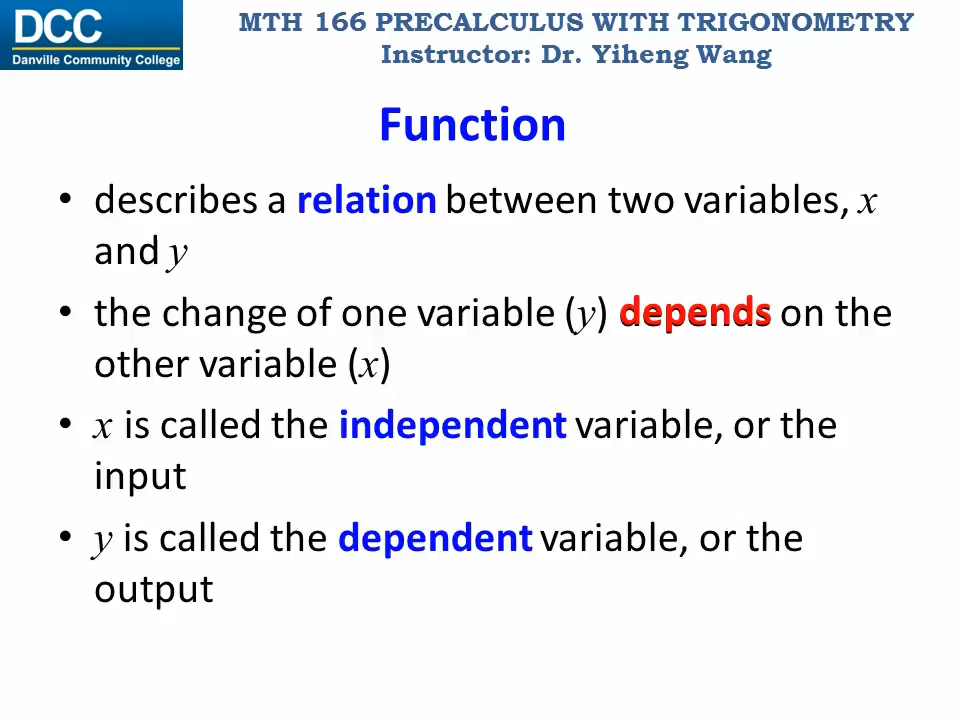 DCC
Danville Community College
MTH 166 PRECALCULUS WITH TRIGONOMETRY
Instructor: Dr. Yiheng Wang
Function
• describes a relation between two variables, x
and y
• the change of one variable (y) depends on the
other variable (x)
• x is called the independent variable, or the
input
• y is called the dependent variable, or the
output